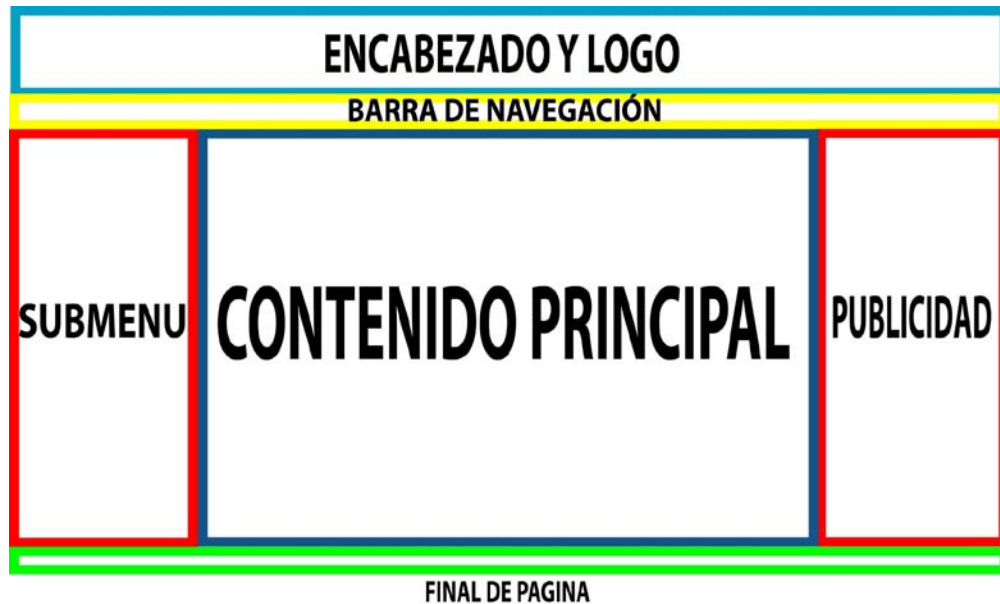 ENCABEZADO Y LOGO
BARRA DE NAVEGACIÓN
SUBMENU
CONTENIDO PRINCIPAL
PUBLICIDAD
FINAL DE PAGINA